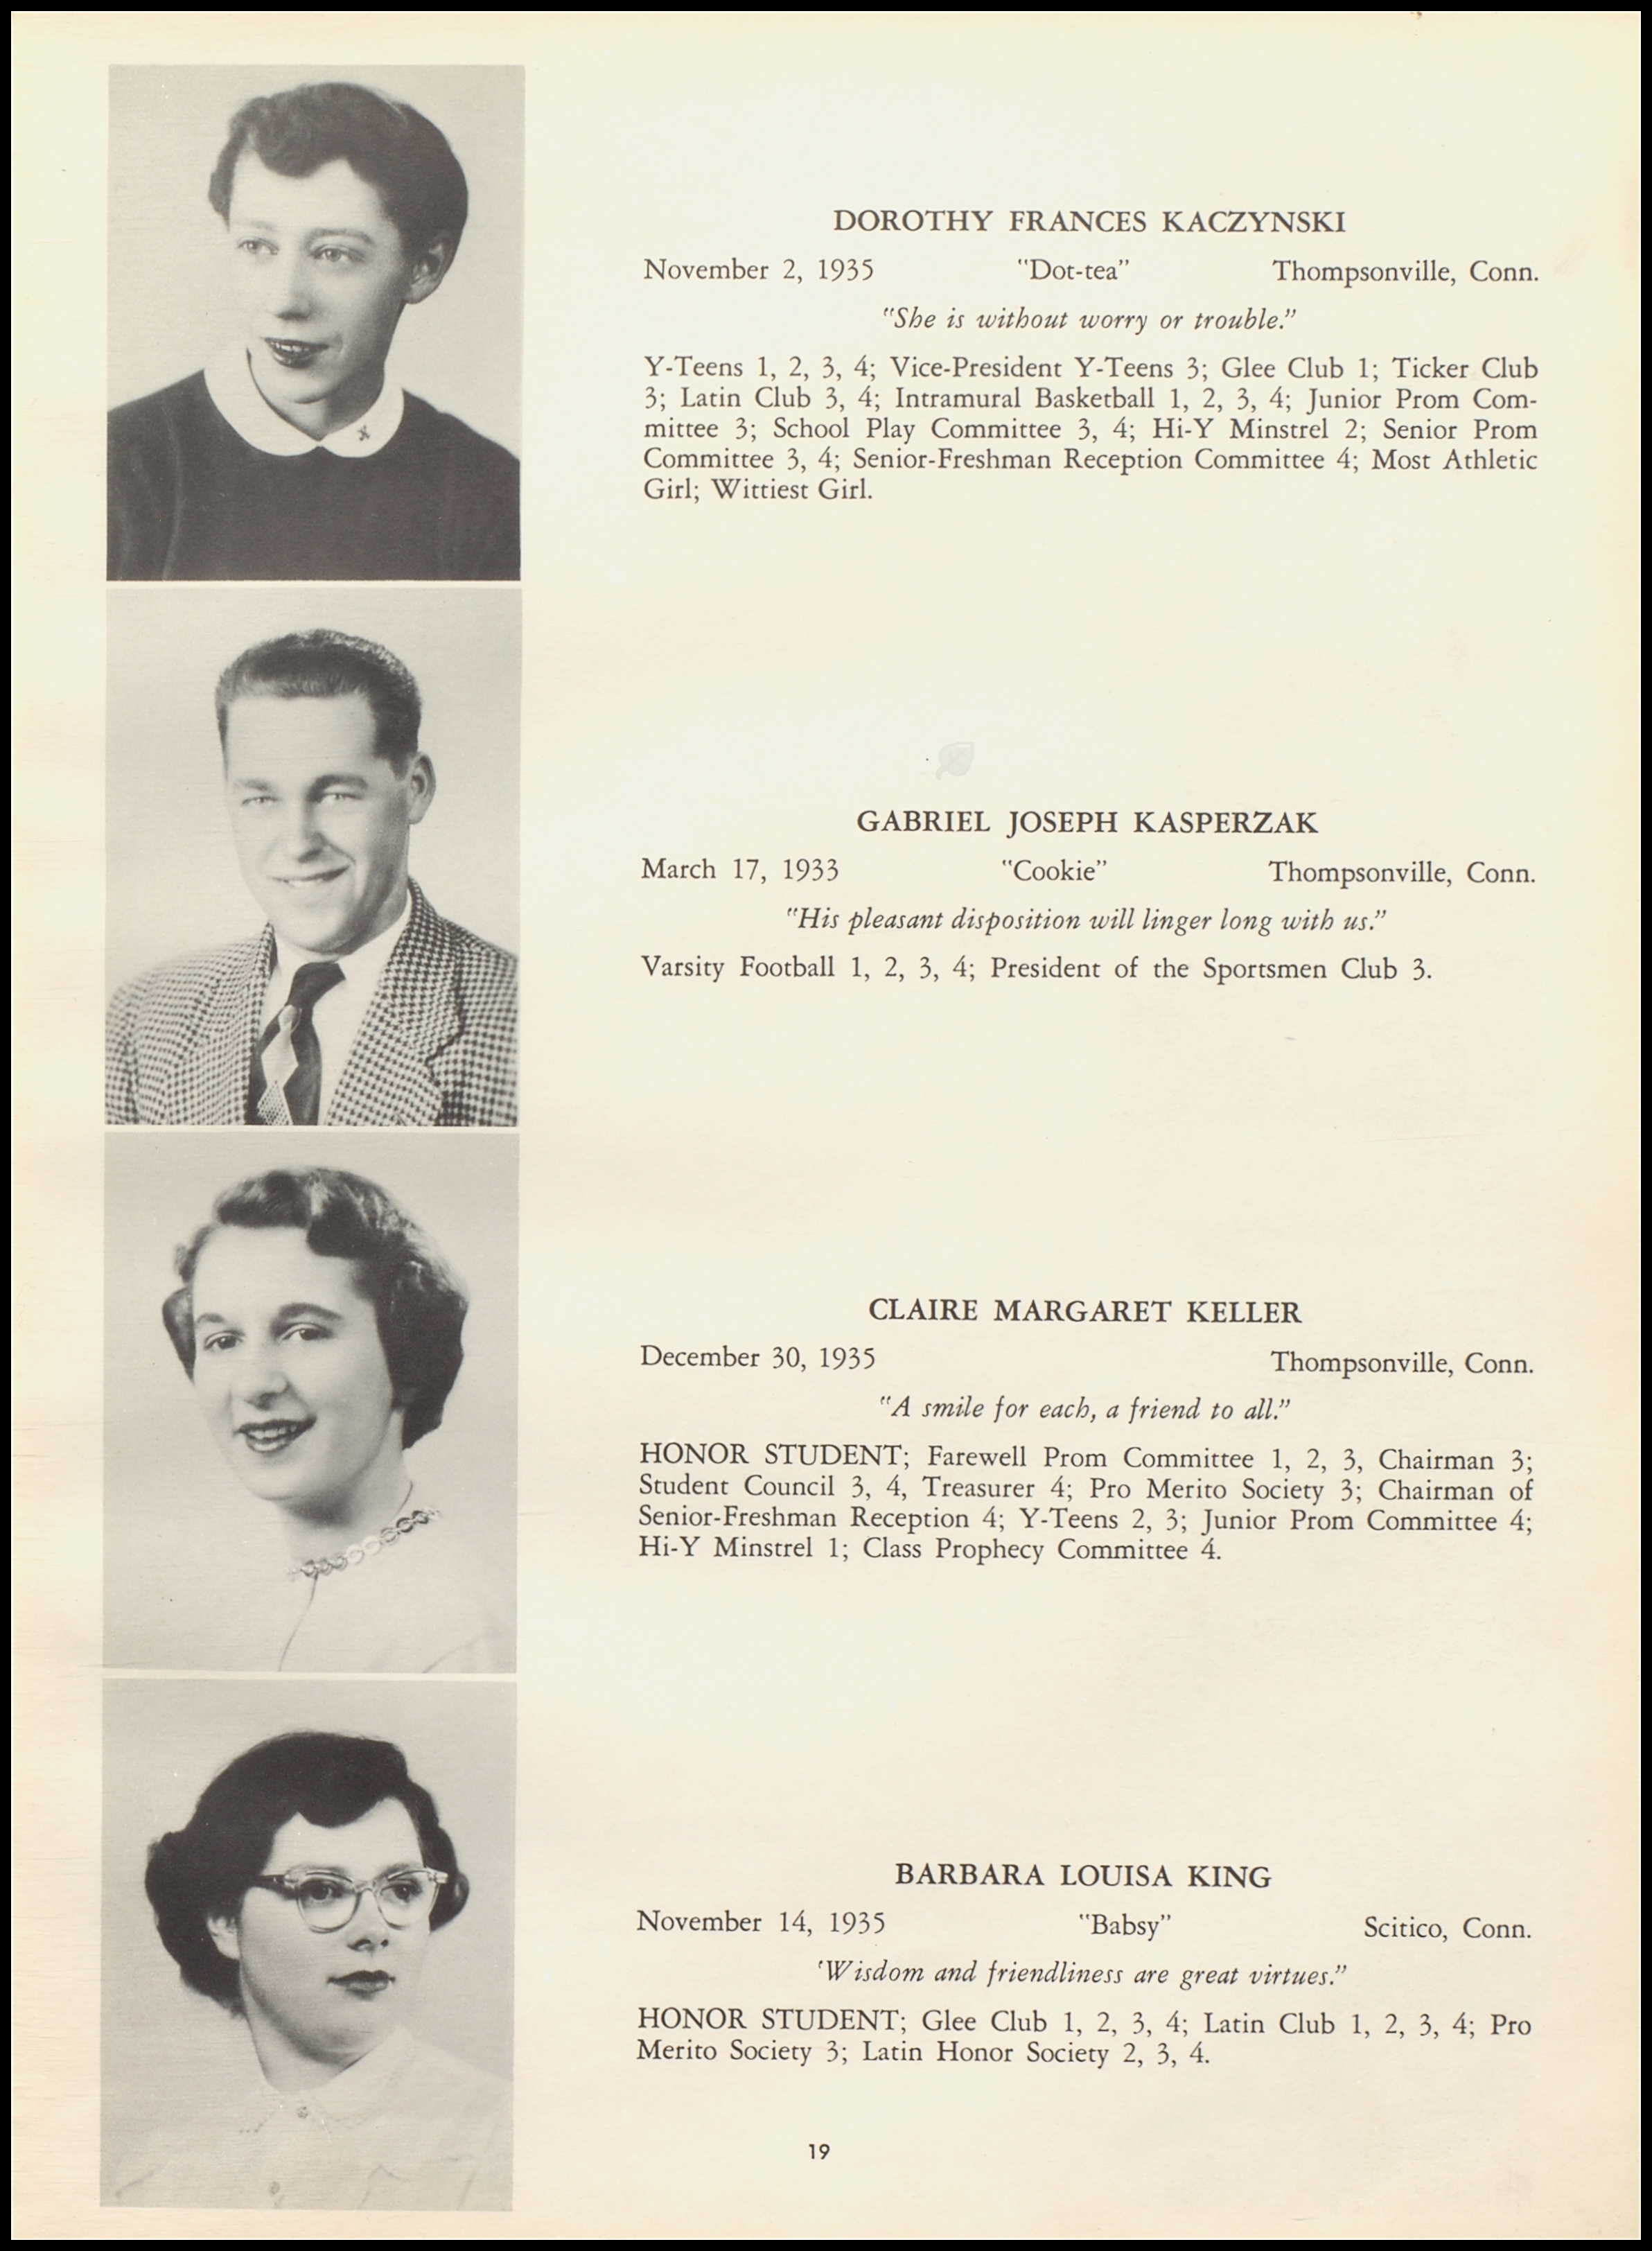 DOROTHY FRANCES KACZYNSKI
November 2, 1935 "Dot-tea" Thompsonville, Conn.
"She is without worry or trouble."
Y-Teens 1, 2, 3, 4; Vice-President Y-Teens 3; Glee Club 1; Ticker Club
3; Latin Club 3, 4; Intramural Basketball 1, 2, 3, 4; Junior Prom Com-
mittee 3; School Play Committee 3, 4; Hi-Y Minstrel 2; Senior Prom
Committee 3, 4; Senior-Freshman Reception Committee 4; Most Athletic
Girl; Wittiest Girl.
GABRIEL JOSEPH KASPERZAK
March 17, 1933 "Cookie" Thompsonville, Conn.
"His pleasant disposition will linger long with us."
Varsity Football 1, 2, 3, 4; President of the Sportsmen Club 3.
CLAIRE MARGARET KELLER
December 30, 1935 Thompsonville, Conn.
"A smile for each, a friend to all."
HONOR STUDENT; Farewell Prom Committee 1, 2, 3, Chairman 3;
Student Council 3, 4, Treasurer 4; Pro Merito Society 3; Chairman of
Senior-Freshman Reception 4; Y-Teens 2, 3; Junior Prom Committee 4;
Hi-Y Minstrel 1; Class Prophecy Committee 4.
BARBARA LOUISA KING
November 14, 1935 "Babsy" Scitico, Conn.
'Wisdom and friendliness are great virtues."
HONOR STUDENT; Glee Club 1, 2, 3, 4; Latin Club 1, 2, 3, 4; Pro
Merito Society 3; Latin Honor Society 2, 3, 4.
19